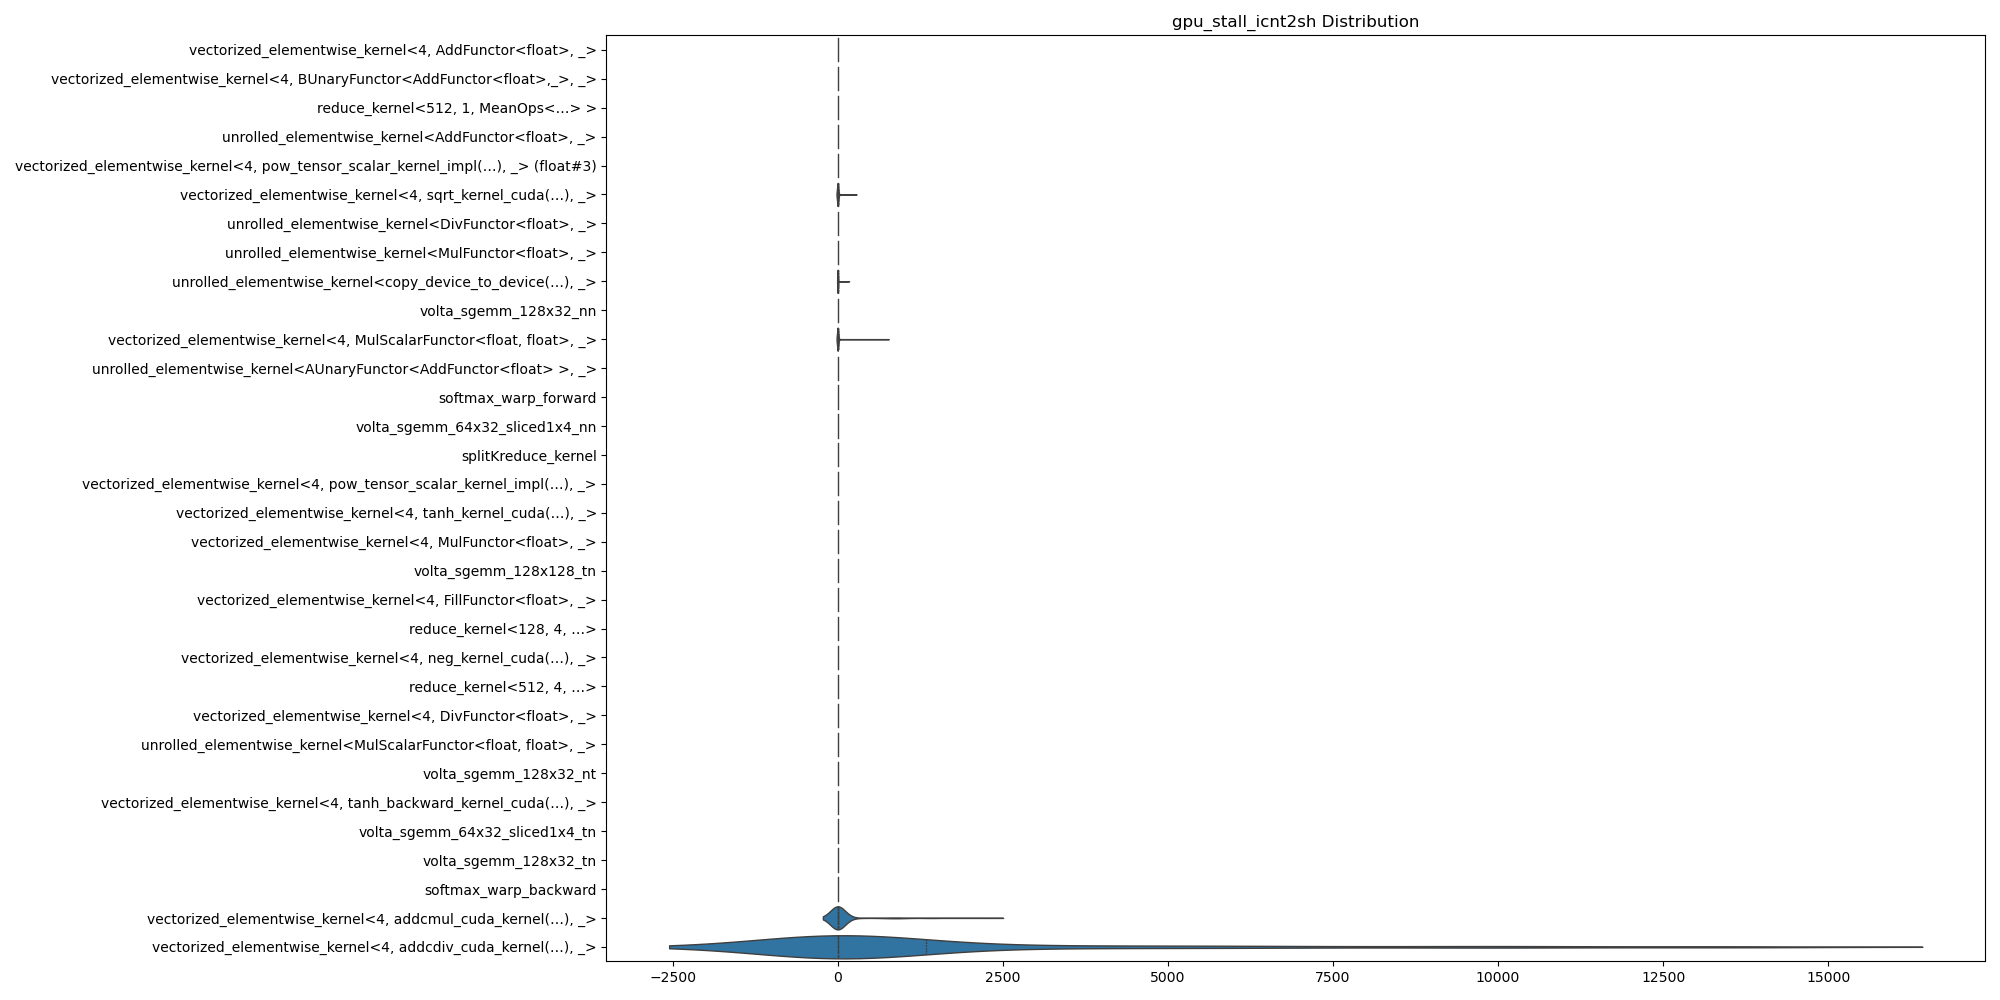 gpu_stall_icnt2sh Distribution
vectorized_elementwise_kernel<4, AddFunctor<float>, _>
vectorized_elementwise_kernel<4, BUnaryFunctor<AddFunctor<float>,_>, _>
reduce_kernel<512, 1, MeanOps<...> >
unrolled_elementwise_kernel<AddFunctor<float>, _>
vectorized_elementwise_kernel<4, pow_tensor_scalar_kernel_impl(...), _> (float#3)
vectorized_elementwise_kernel<4, sqrt_kernel_cuda(...), _>
unrolled_elementwise_kernel<DivFunctor<float>, _>
unrolled_elementwise_kernel<MulFunctor<float>, _>
unrolled_elementwise_kernel<copy_device_to_device(...), _>
volta_sgemm_128x32_nn
vectorized_elementwise_kernel<4, MulScalarFunctor<float, float>, _>
unrolled_elementwise_kernel<AUnaryFunctor<AddFunctor<float> >, _>
softmax_warp_forward
volta_sgemm_64x32_sliced1x4_nn
splitKreduce_kernel
vectorized_elementwise_kernel<4, pow_tensor_scalar_kernel_impl(...), _>
vectorized_elementwise_kernel<4, tanh_kernel_cuda(...), _>
vectorized_elementwise_kernel<4, MulFunctor<float>, _>
volta_sgemm_128x128_tn
vectorized_elementwise_kernel<4, FillFunctor<float>, _>
reduce_kernel<128, 4, ...>
vectorized_elementwise_kernel<4, neg_kernel_cuda(...), _>
reduce_kernel<512, 4, ...>
vectorized_elementwise_kernel<4, DivFunctor<float>, _>
unrolled_elementwise_kernel<MulScalarFunctor<float, float>, _>
volta_sgemm_128x32_nt
vectorized_elementwise_kernel<4, tanh_backward_kernel_cuda(...), _>
volta_sgemm_64x32_sliced1x4_tn
volta_sgemm_128x32_tn
softmax_warp_backward
vectorized_elementwise_kernel<4, addcmul_cuda_kernel(...), _>
vectorized_elementwise_kernel<4, addcdiv_cuda_kernel(...), _>
−2500 0 2500 5000 7500 10000 12500 15000